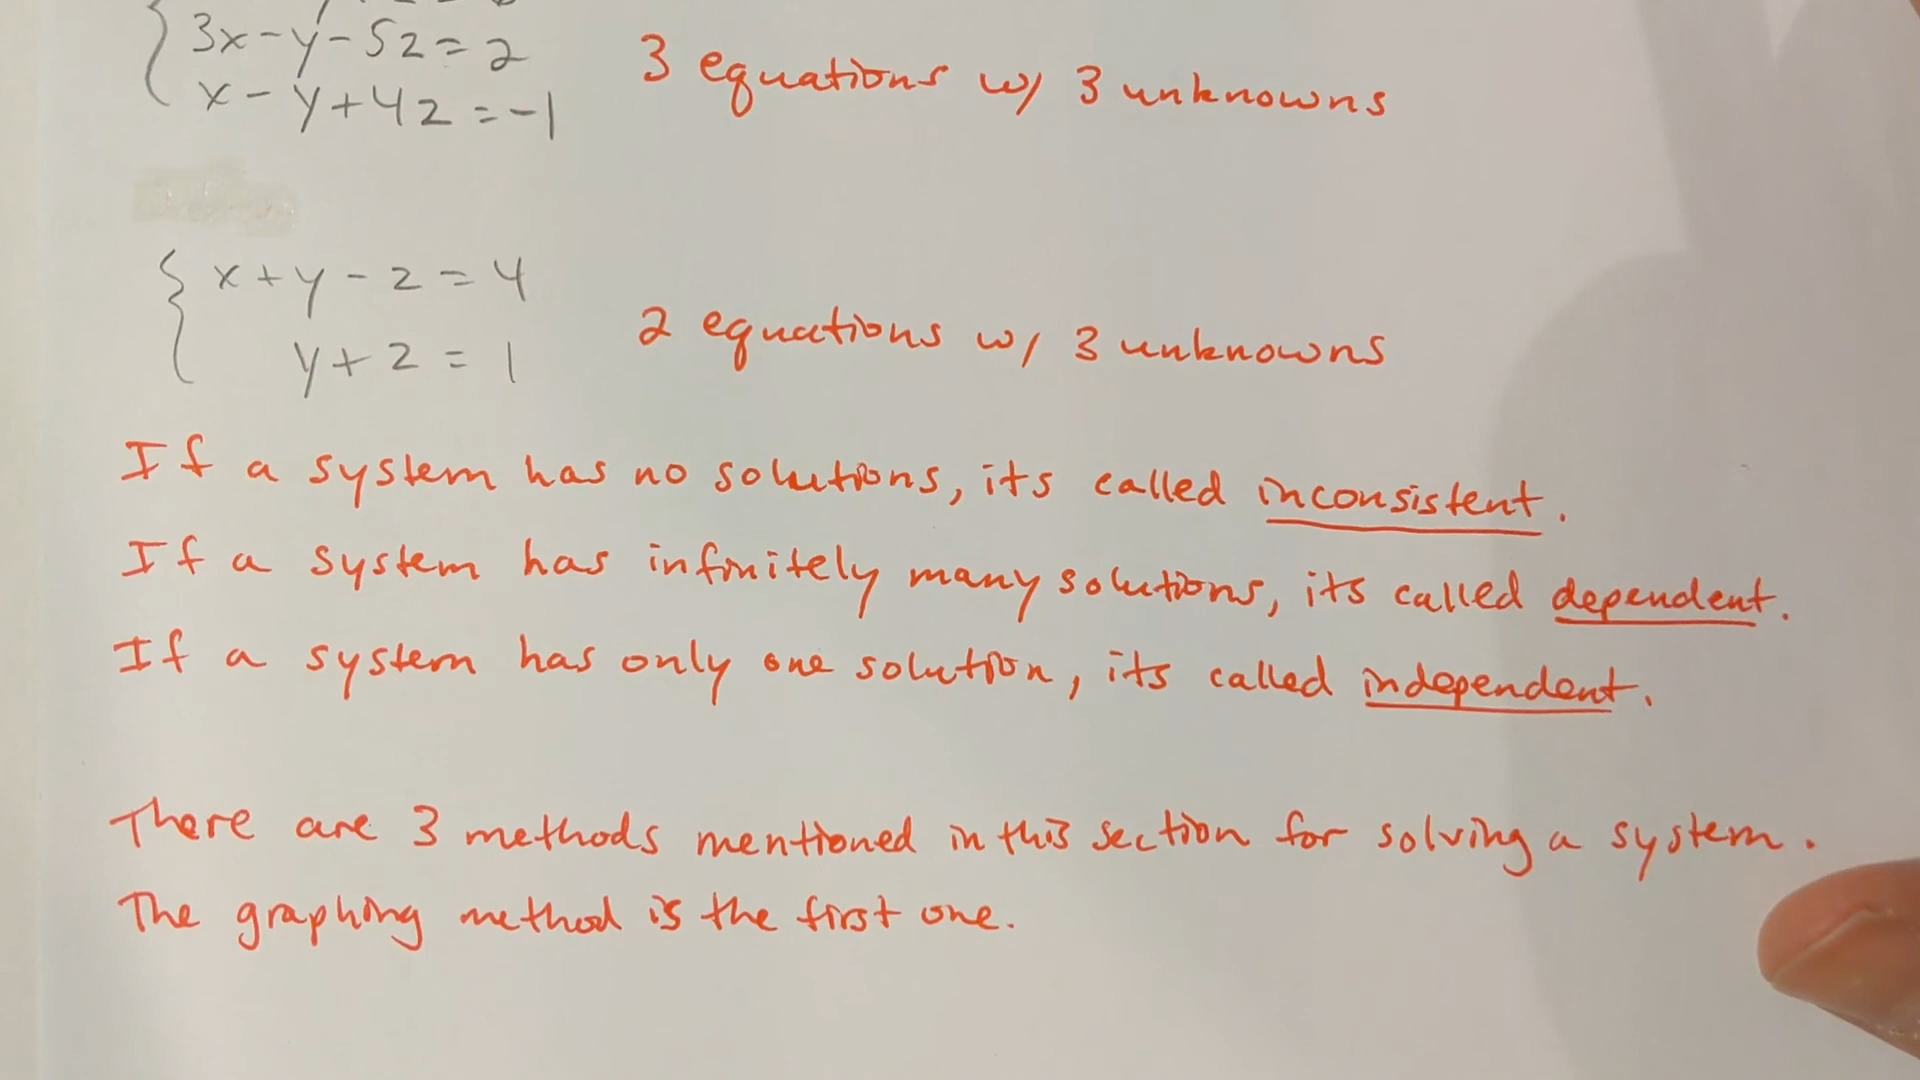 3x-y-5z=2
x-y+4z=-1
3 equations w/ 3 unknowns
x+y-z=4
y+z=1
2 equations w/ 3 unknowns
If a system has no solutions, its called inconsistent.
If a system has infinitely many solutions, its called dependent.
If a system has only one solution, its called independent.
There are 3 methods mentioned in this section for solving a system.
The graphing method is the first one.